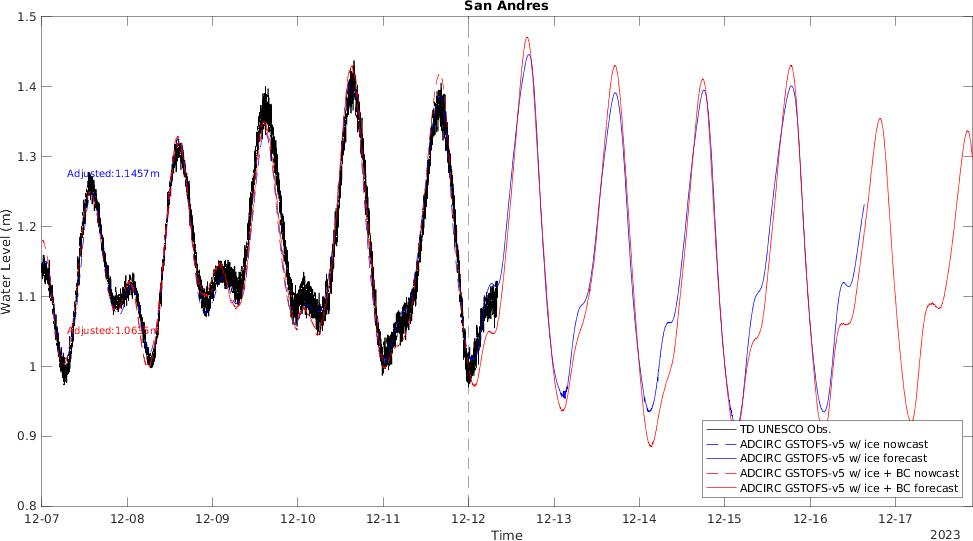 San Andres
1.5
1.4
1.3
1.2
1.1
1
0.9
0.8
Water Level (m)
Adjusted:1.1457m
TD UNESCO Obs.
ADCIRC GSTOFS-v5 w/ ice nowcast
ADCIRC GSTOFS-v5 w/ ice forecast
ADCIRC GSTOFS-v5 w/ ice + BC nowcast
ADCIRC GSTOFS-v5 w/ ice + BC forecast
12-07 12-08 12-09 12-10 12-11 12-12 12-13 12-14 12-15 12-16 12-17
Time
2023